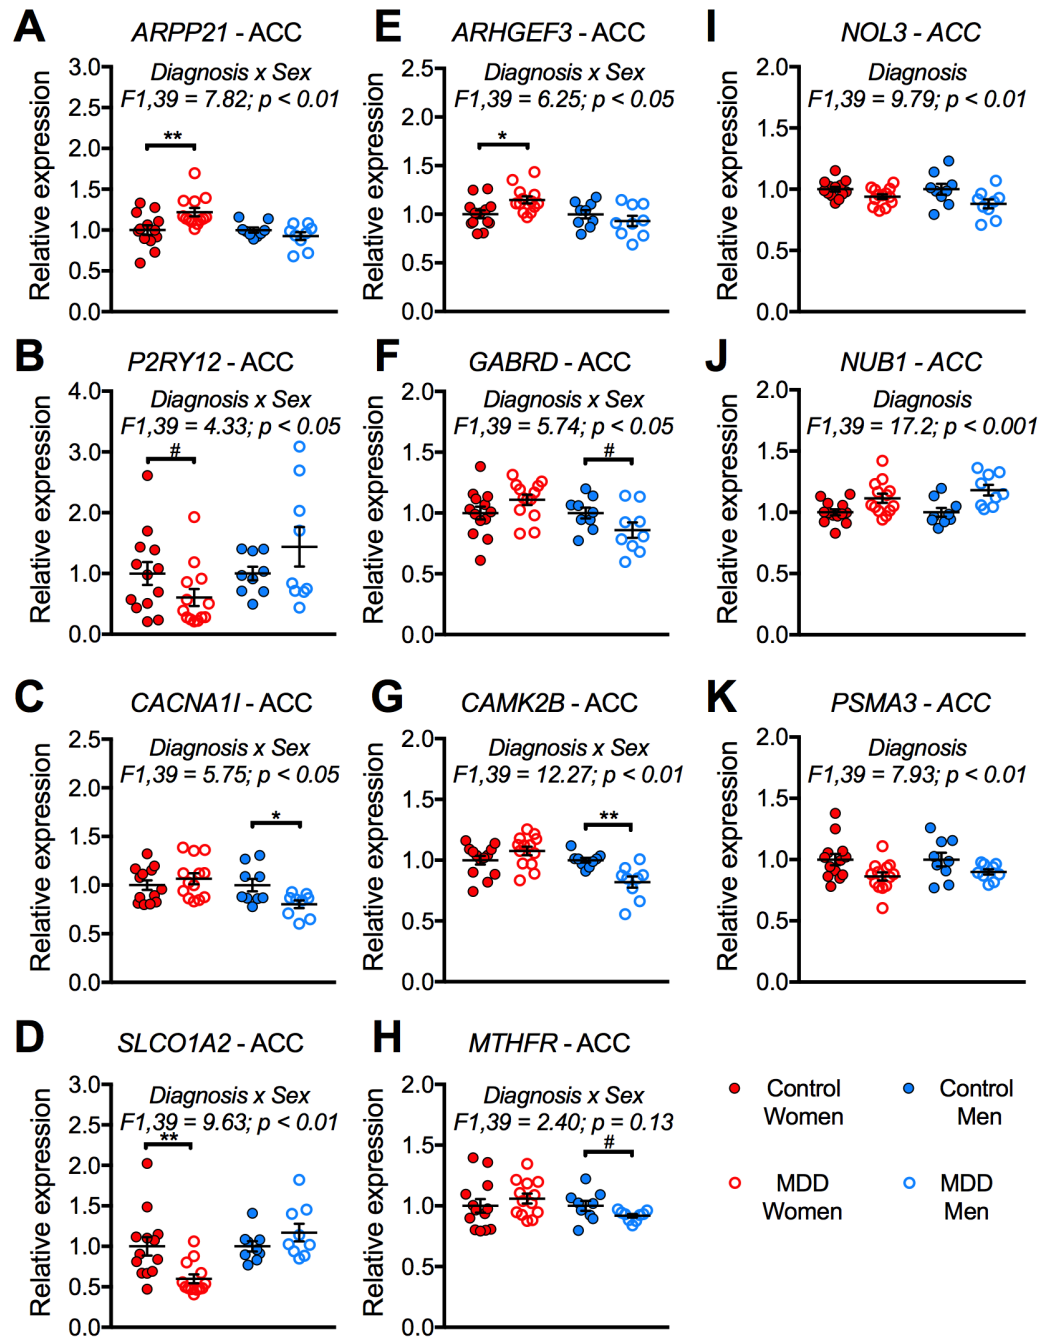 A
ARPP21 - ACC
Diagnosis x Sex
F1,39 = 7.82; p < 0.01
**
Relative expression
3.0
2.5
2.0
1.5
1.0
0.5
0.0
E
ARHGEF3 - ACC
Diagnosis x Sex
F1,39 = 6.25; p < 0.05
*
Relative expression
2.5
2.0
1.5
1.0
0.5
0.0
I
NOL3 - ACC
Diagnosis
F1,39 = 9.79; p < 0.01
Relative expression
2.0
1.5
1.0
0.5
0.0
B
P2RY12 - ACC
Diagnosis x Sex
F1,39 = 4.33; p < 0.05
#
Relative expression
4.0
3.0
2.0
1.0
0.0
F
GABRD - ACC
Diagnosis x Sex
F1,39 = 5.74; p < 0.05
#
Relative expression
2.0
1.5
1.0
0.5
0.0
J
NUB1 - ACC
Diagnosis
F1,39 = 17.2; p < 0.001
Relative expression
2.0
1.5
1.0
0.5
0.0
C
CACNA1I - ACC
Diagnosis x Sex
F1,39 = 5.75; p < 0.05
*
Relative expression
2.5
2.0
1.5
1.0
0.5
0.0
G
CAMK2B - ACC
Diagnosis x Sex
F1,39 = 12.27; p < 0.01
**
Relative expression
2.0
1.5
1.0
0.5
0.0
K
PSMA3 - ACC
Diagnosis
F1,39 = 7.93; p < 0.01
Relative expression
2.0
1.5
1.0
0.5
0.0
D
SLCO1A2 - ACC
Diagnosis x Sex
F1,39 = 9.63; p < 0.01
**
Relative expression
3.0
2.5
2.0
1.5
1.0
0.5
0.0
H
MTHFR - ACC
Diagnosis x Sex
F1,39 = 2.40; p = 0.13
#
Relative expression
2.0
1.5
1.0
0.5
0.0
Control
Women
Control
Men
MDD
Women
MDD
Men